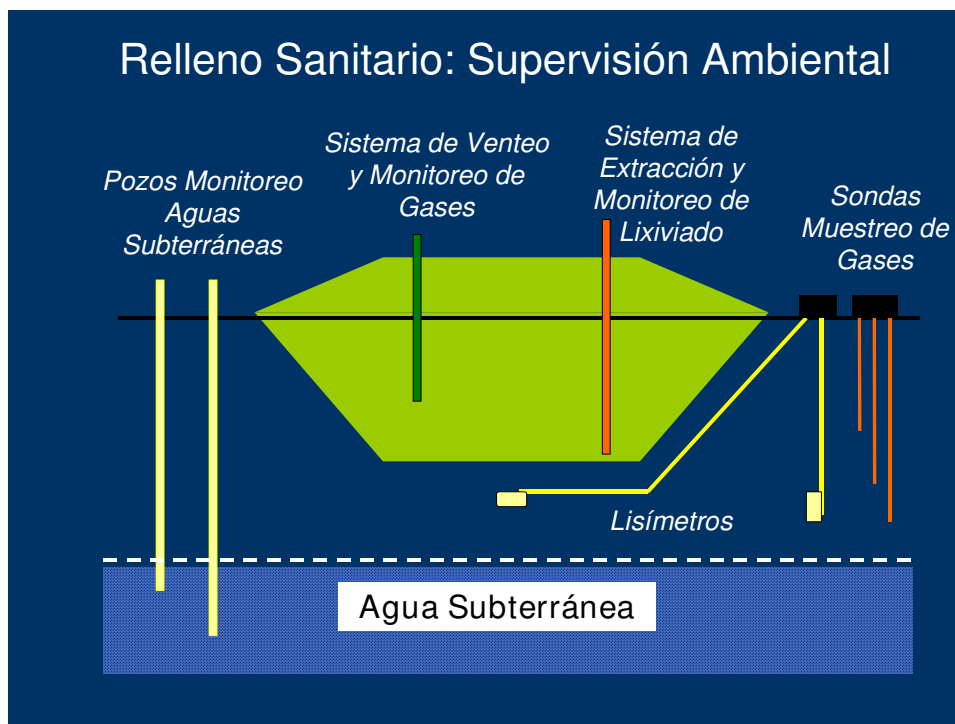 Relleno Sanitario: Supervisión Ambiental
Pozos Monitoreo
Aguas
Subterráneas
Sistema de Venteo
y Monitoreo de
Gases
Sistema de
Extracción y
Monitoreo de
Lixiviado
Sondas
Muestreo de
Gases
Lisímetros
Agua Subterránea